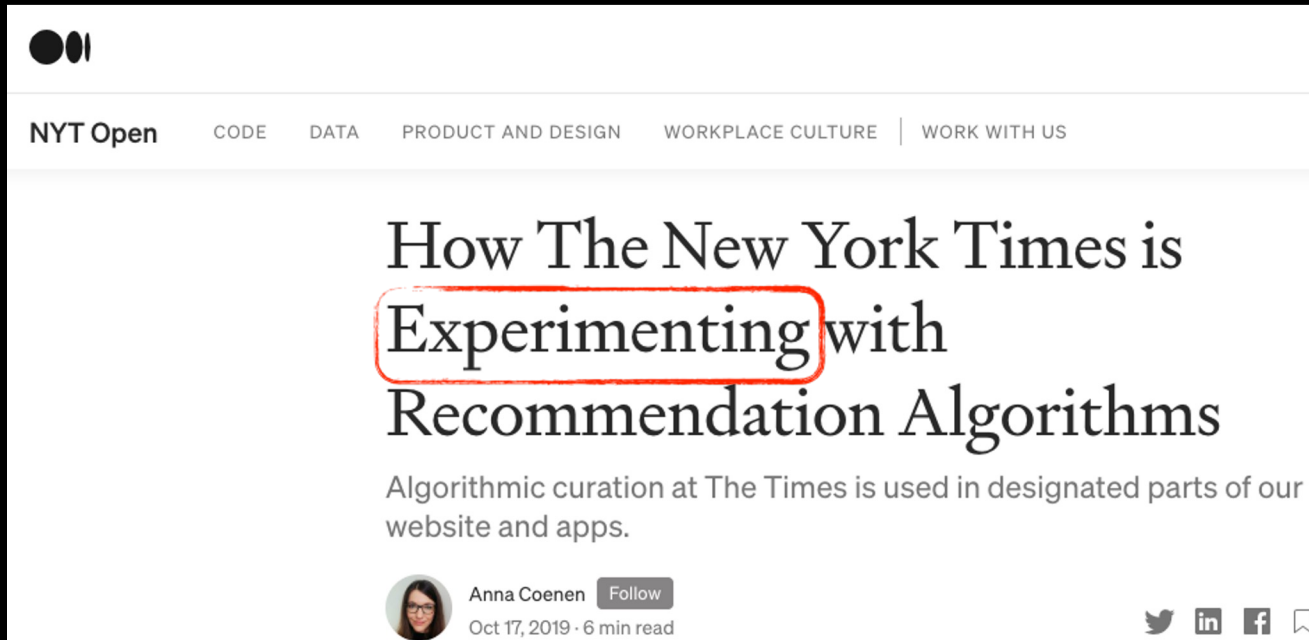 NYT Open CODE DATA PRODUCT AND DESIGN WORKPLACE CULTURE WORK WITH US
How The New York Times is
Experimenting with
Recommendation Algorithms
Algorithmic curation at The Times is used in designated parts of our
website and apps.
Anna Coenen Follow
Oct 17, 2019 · 6 min read